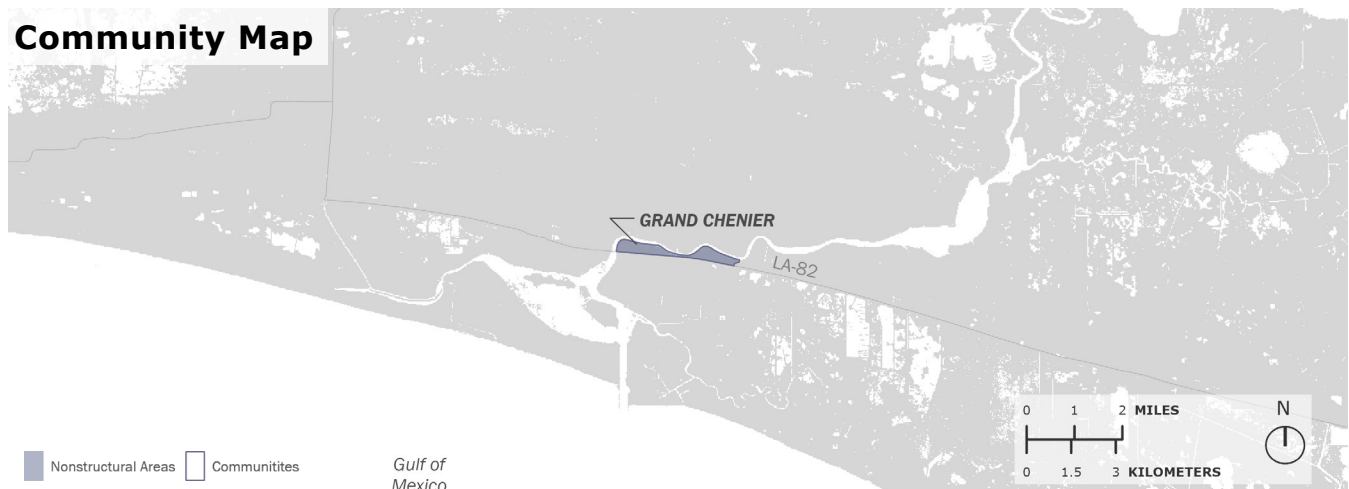 Community Map
GRAND CHENIER
LA-82
0 1 2 MILES
0 1.5 3 KILOMETERS
N
Nonstructural Areas
Communitites
Gulf of
Mexico